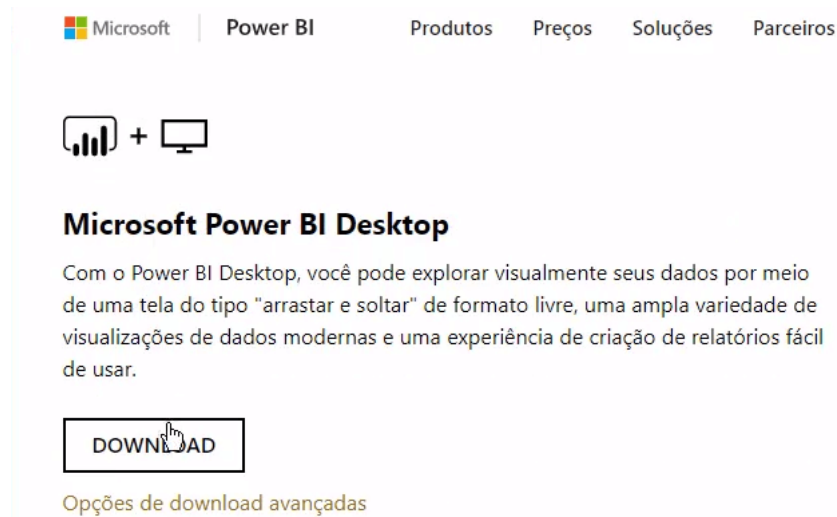 Microsoft Power BI Produtos Preços Soluções Parceiros
+
Microsoft Power BI Desktop
Com o Power BI Desktop, você pode explorar visualmente seus dados por meio
de uma tela do tipo "arrastar e soltar" de formato livre, uma ampla variedade de
visualizações de dados modernas e uma experiência de criação de relatórios fácil
de usar.
DOWNLOAD
Opções de download avançadas